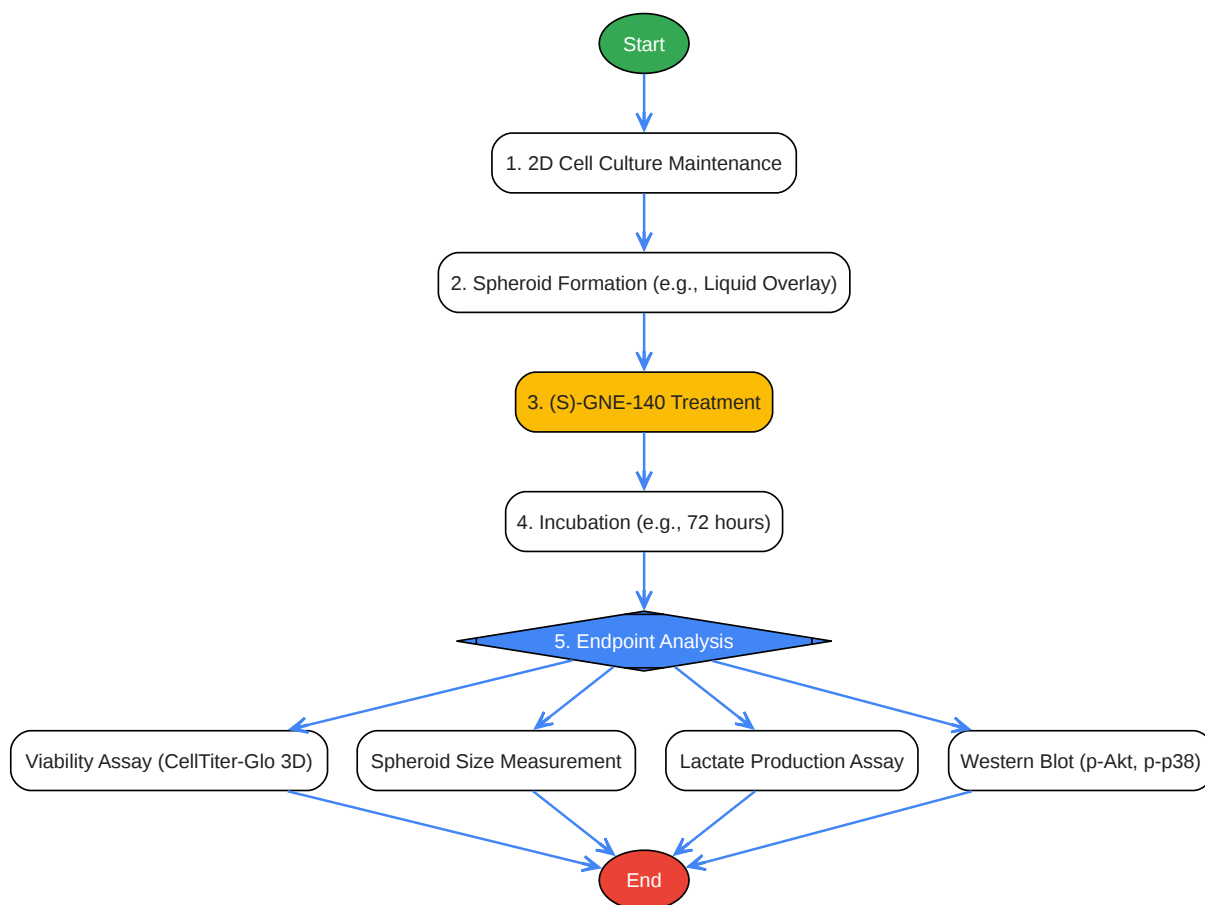 Start
1. 2D Cell Culture Maintenance
2. Spheroid Formation (e.g., Liquid Overlay)
3. (S)-GNE-140 Treatment
4. Incubation (e.g., 72 hours)
5. Endpoint Analysis
Viability Assay (CellTiter-Glo 3D)
Spheroid Size Measurement
Lactate Production Assay
Western Blot (p-Akt, p-p38)
End